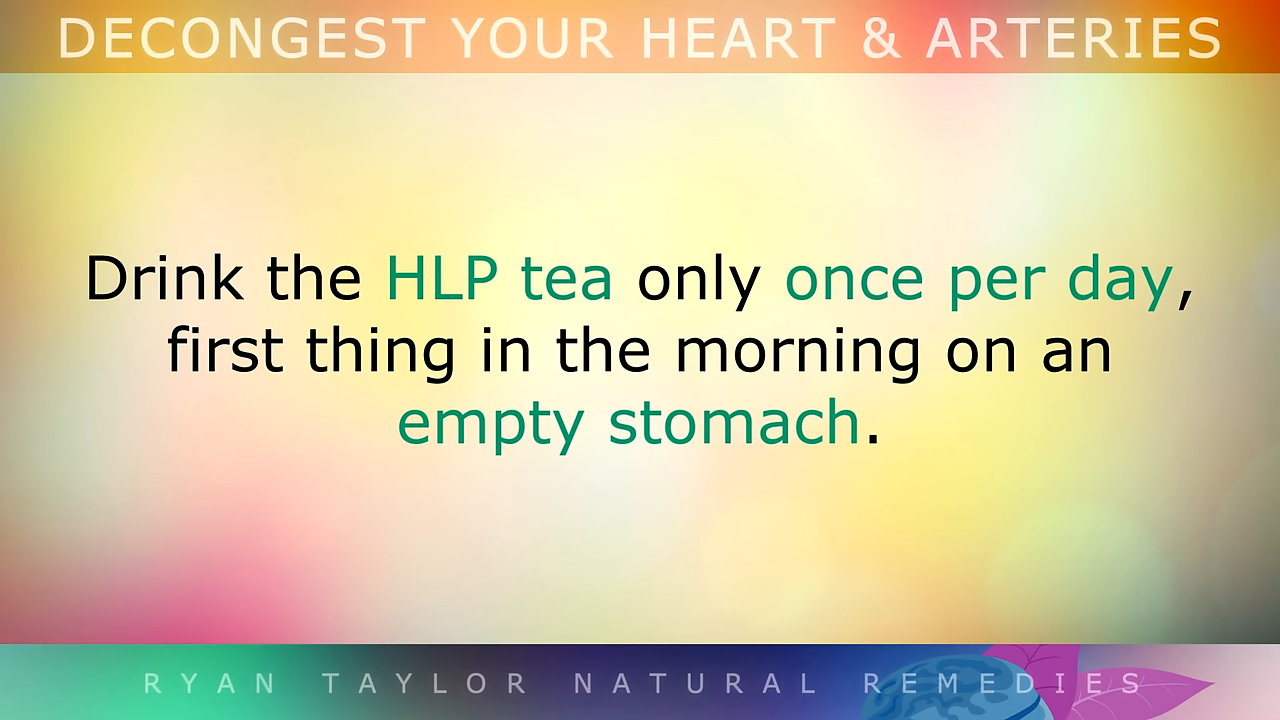 DECONGEST YOUR HEART & ARTERIES
Drink the HLP tea only once per day,
first thing in the morning on an
empty stomach.
RYAN TAYLOR NATURAL REMEDIES